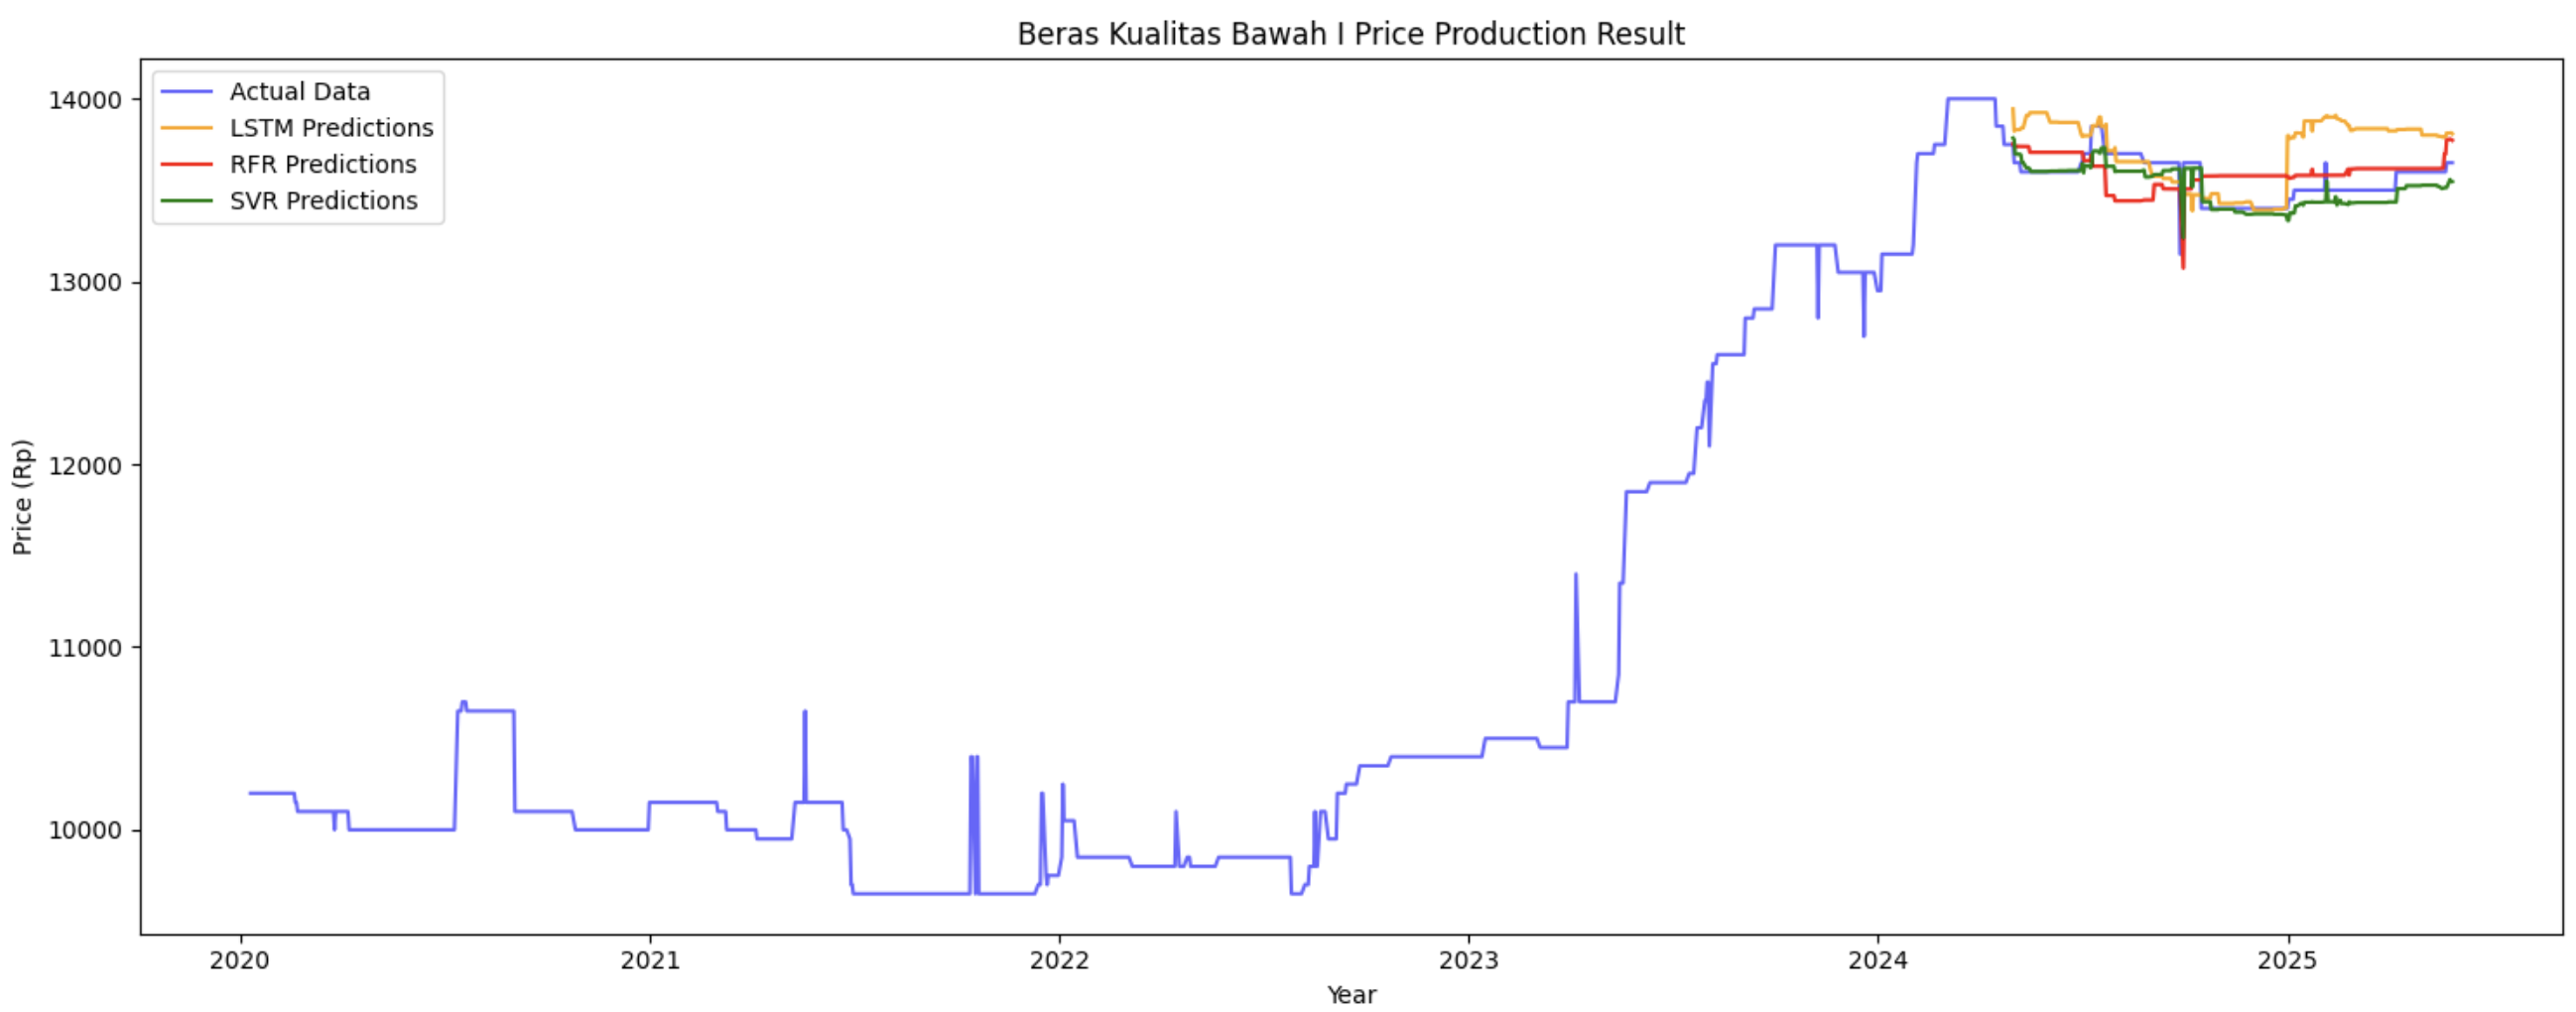 Beras Kualitas Bawah I Price Production Result
Actual Data
LSTM Predictions
RFR Predictions
SVR Predictions
14000
13000
12000
11000
10000
Price (Rp)
2020 2021 2022 2023 2024 2025
Year